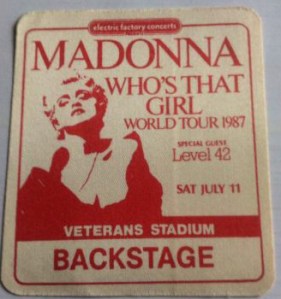 electric factory concerts
MADONNA
WHO'S THAT
GIRL
WORLD TOUR 1987
SPECIAL GUEST
Level 42
SAT JULY 11
VETERANS STADIUM
BACKSTAGE